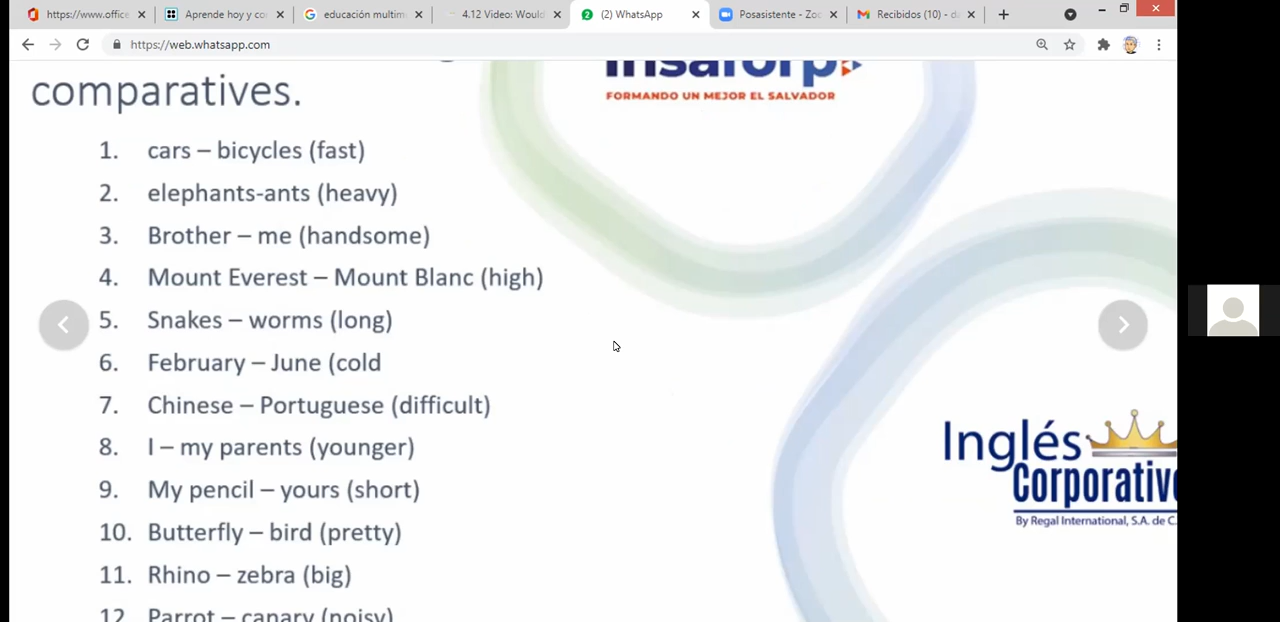 https://www.office
Aprende hoy y co
educación multim
4.12 Video: Would
2
(2) WhatsApp
Posasistente - Zoo
Recibidos (10) - d
https://web.whatsapp.com
insaforp
FORMANDO UN MEJOR EL SALVADOR
comparatives.
1. cars – bicycles (fast)
2. elephants-ants (heavy)
3. Brother – me (handsome)
4. Mount Everest – Mount Blanc (high)
5. Snakes – worms (long)
6. February – June (cold
7. Chinese – Portuguese (difficult)
8. I – my parents (younger)
9. My pencil – yours (short)
10. Butterfly – bird (pretty)
11. Rhino – zebra (big)
12. Parrot – canary (noisy)
Inglés
Corporativ
By Regal International, S.A. de C.